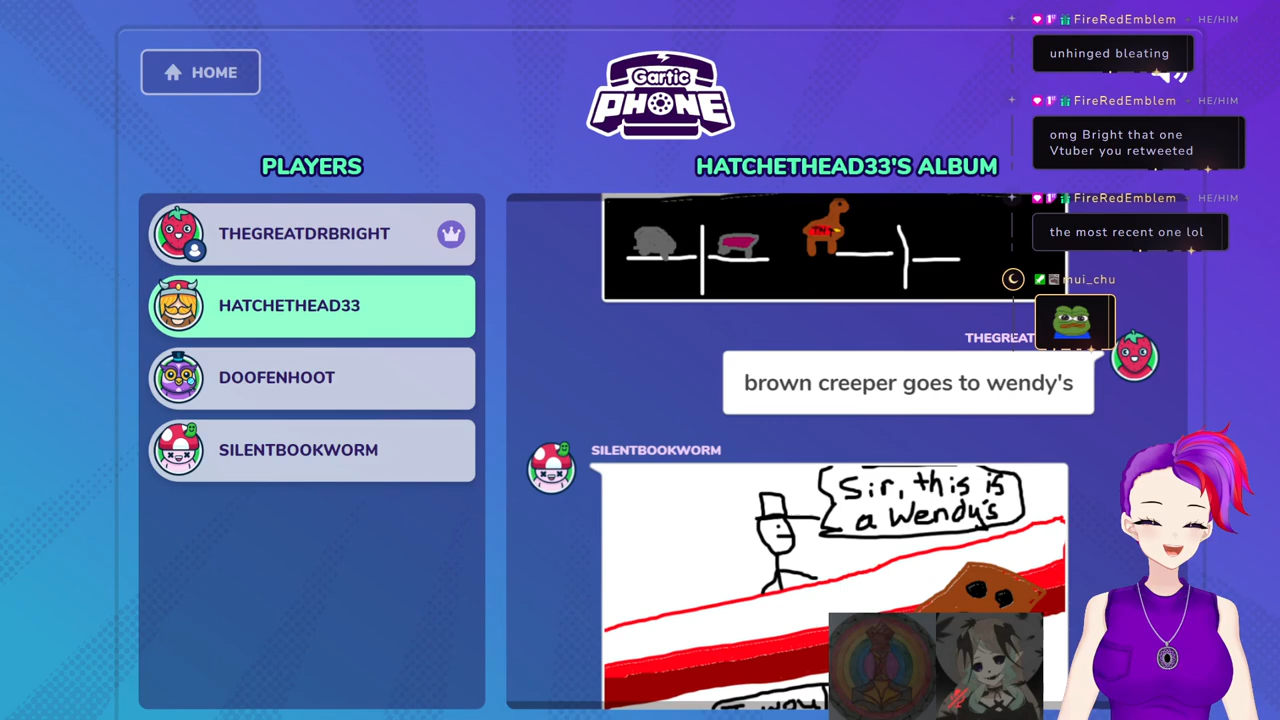 HOME
Gartic
PHONE
PLAYERS
HATCHETHEAD33'S ALBUM
THEGREATDRBRIGHT
HATCHETHEAD33
DOOFENHOOT
SILENTBOOKWORM
TNT
THEGREAT
brown creeper goes to wendy's
SILENTBOOKWORM
Sir, this is
a Wendy's
FireRedEmblem HE/HIM
unhinged bleating
FireRedEmblem HE/HIM
omg Bright that one
Vtuber you retweeted
FireRedEmblem HE/HIM
the most recent one lol
mui_chu